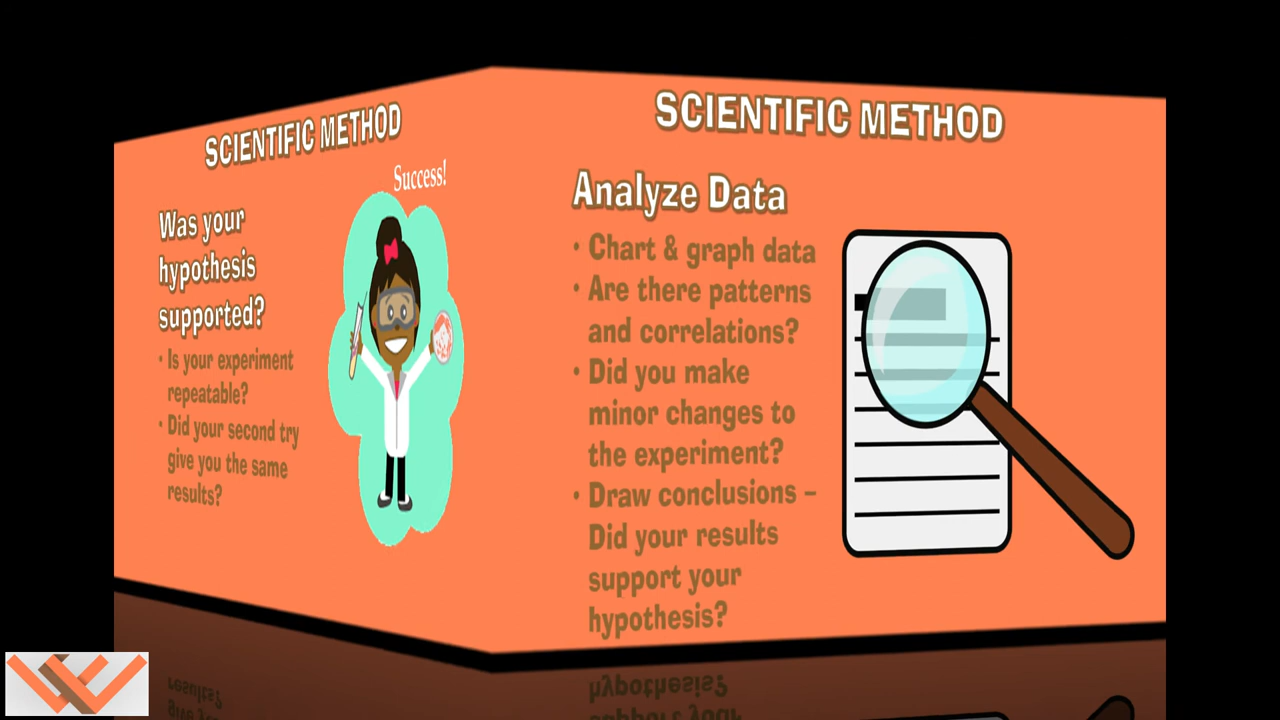 SCIENTIFIC METHOD
Success!
Was your
hypothesis
supported?
• Is your experiment
repeatable?
• Did your second try
give you the same
results?
SCIENTIFIC METHOD
Analyze Data
• Chart & graph data
• Are there patterns
and correlations?
• Did you make
minor changes to
the experiment?
• Draw conclusions –
Did your results
support your
hypothesis?